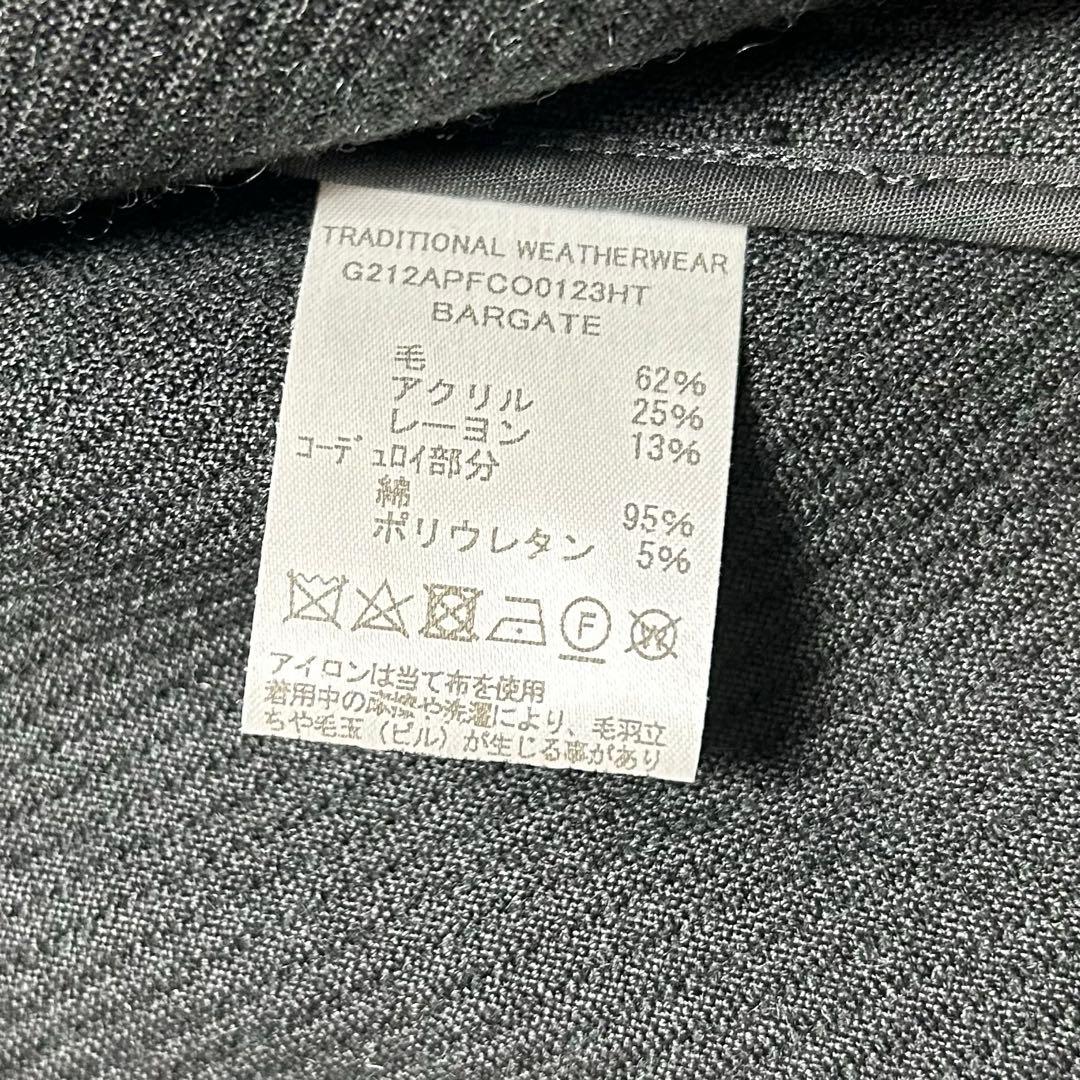 TRADITIONAL WEATHERWEAR
G212APFCO0123HT
BARGATE
毛 62%
アクリル 25%
レーヨン 13%
コーデュロイ部分
綿 95%
ポリウレタン 5%
F
W
アイロンは当て布を使用
着用中の摩擦や洗濯により、毛羽立
ちや毛玉（ピル）が生じる事があり